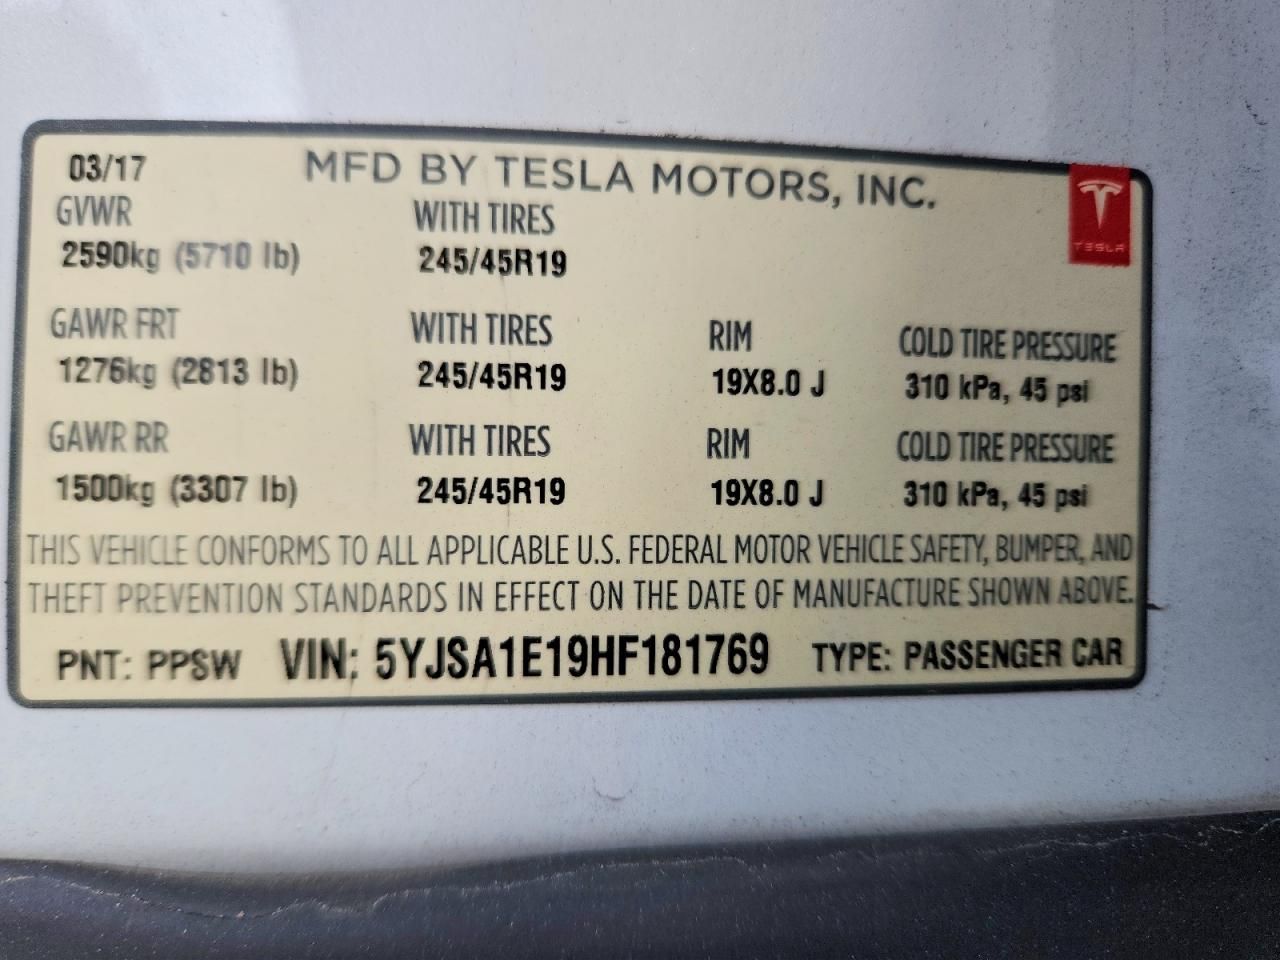 03/17 MFD BY TESLA MOTORS, INC.
TESLA
GVWR WITH TIRES
2590kg (5710 lb) 245/45R19
GAWR FRT WITH TIRES RIM COLD TIRE PRESSURE
1276kg (2813 lb) 245/45R19 19X8.0 J 310 kPa, 45 psi
GAWR RR WITH TIRES RIM COLD TIRE PRESSURE
1500kg (3307 lb) 245/45R19 19X8.0 J 310 kPa, 45 psi
THIS VEHICLE CONFORMS TO ALL APPLICABLE U.S. FEDERAL MOTOR VEHICLE SAFETY, BUMPER, AND
THEFT PREVENTION STANDARDS IN EFFECT ON THE DATE OF MANUFACTURE SHOWN ABOVE.
PNT: PPSW VIN: 5YJSA1E19HF181769 TYPE: PASSENGER CAR